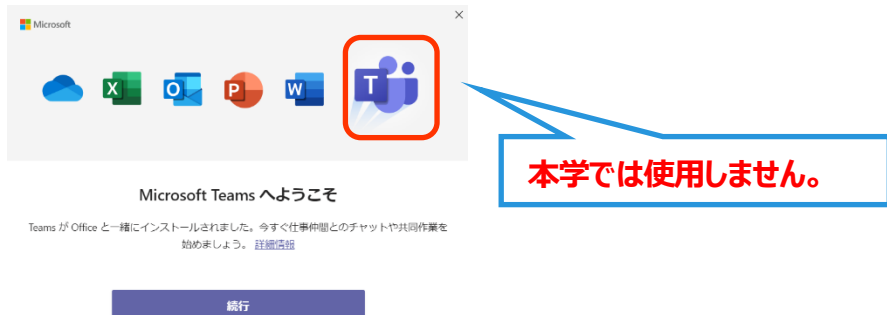 Microsoft
本学では使用しません。
Microsoft Teams へようこそ
Teams が Office と一緒にインストールされました。今すぐ仕事仲間とのチャットや共同作業を
始めましょう。 詳細情報
続行